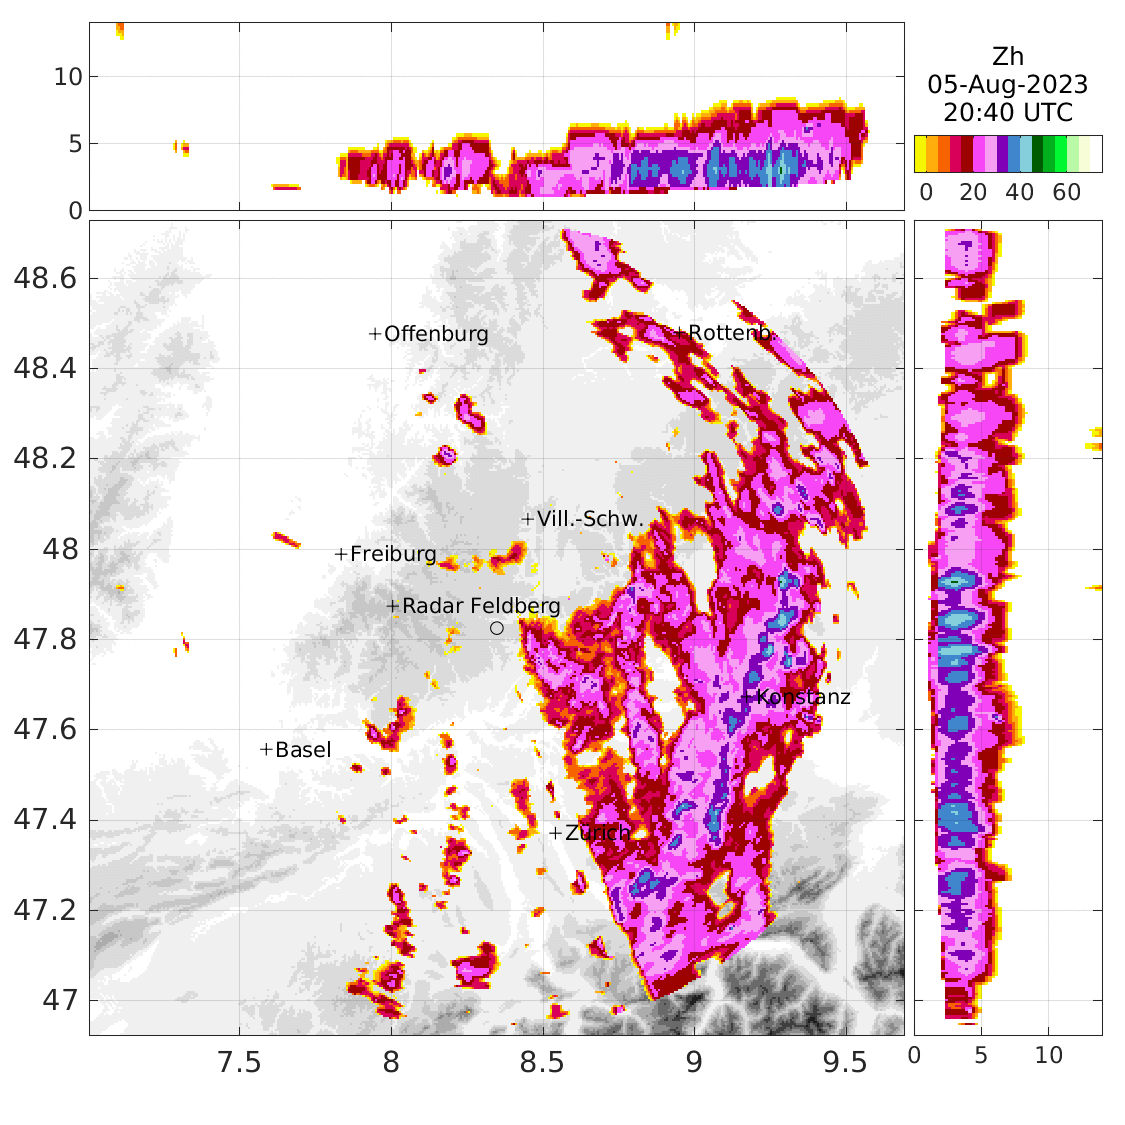 10
5
0
Zh
05-Aug-2023
20:40 UTC
0 20 40 60
48.6
48.4
48.2
48
47.8
47.6
47.4
47.2
47
+Offenburg
+Rottenb.
+Vill.-Schw.
+Freiburg
+Radar Feldberg
+Konstanz
+Basel
+Zürich
7.5 8 8.5 9 9.5
0 5 10